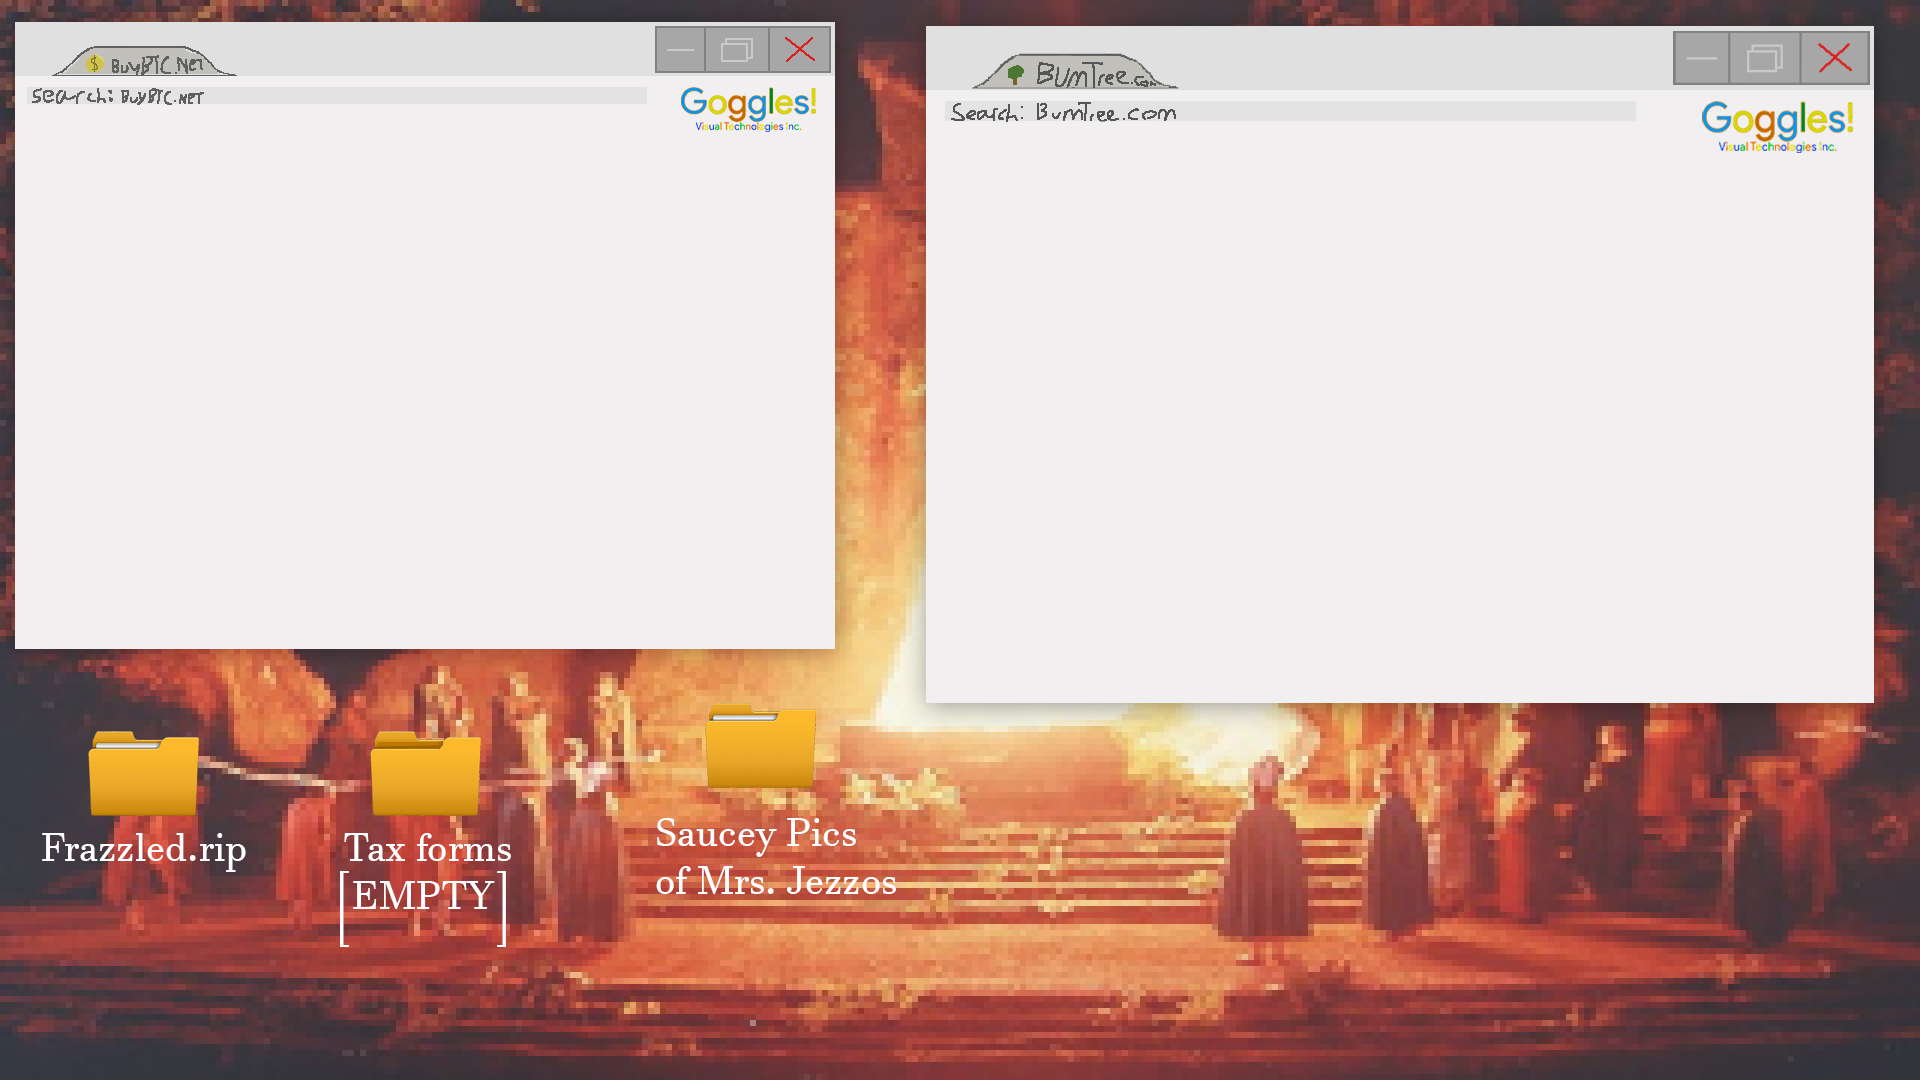 $ BuyBTC.Net
Search: BuyBTC.NET
Goggles!
Visual Technologies Inc.
BumTree.com
Search: BumTree.com
Goggles!
Visual Technologies Inc.
Frazzled.rip
Tax forms
[EMPTY]
Saucey Pics
of Mrs. Jezzos